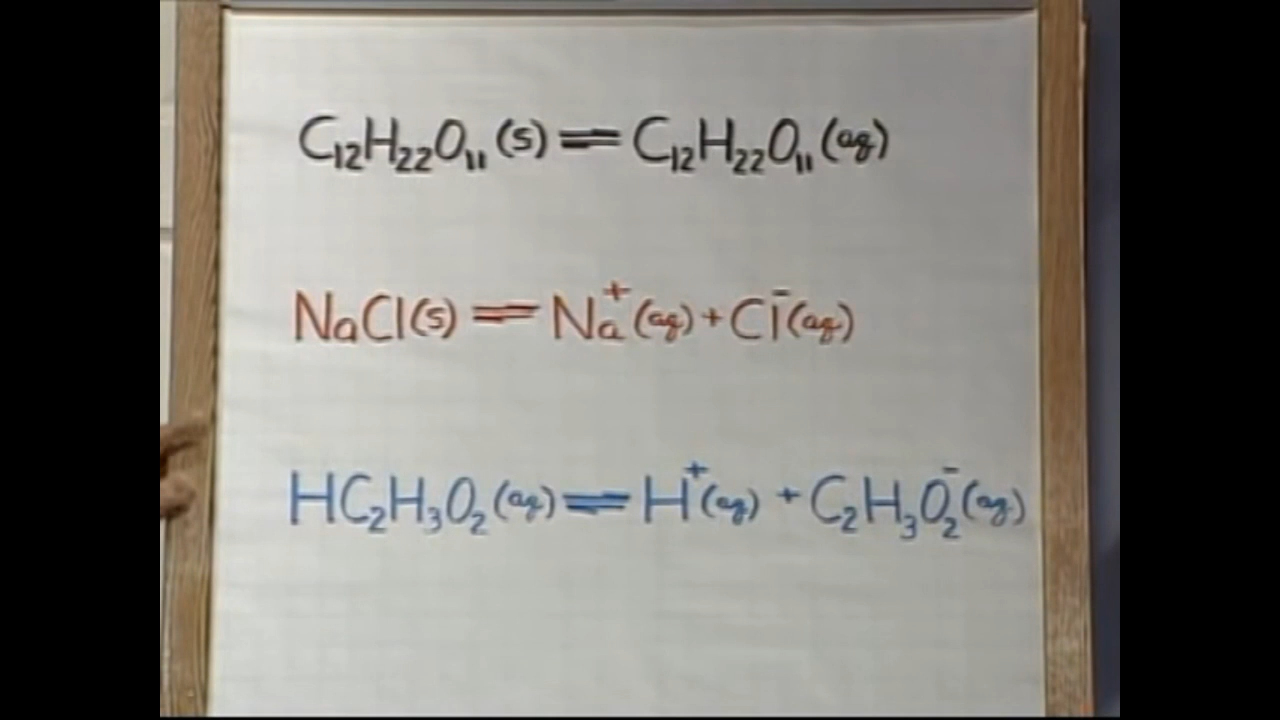 C₁₂H₂₂O₁₁ (s) ⇌ C₁₂H₂₂O₁₁ (aq)
NaCl(s) ⇌ Na⁺(aq) + Cl⁻(aq)
HC₂H₃O₂(aq) ⇌ H⁺(aq) + C₂H₃O₂⁻(aq)